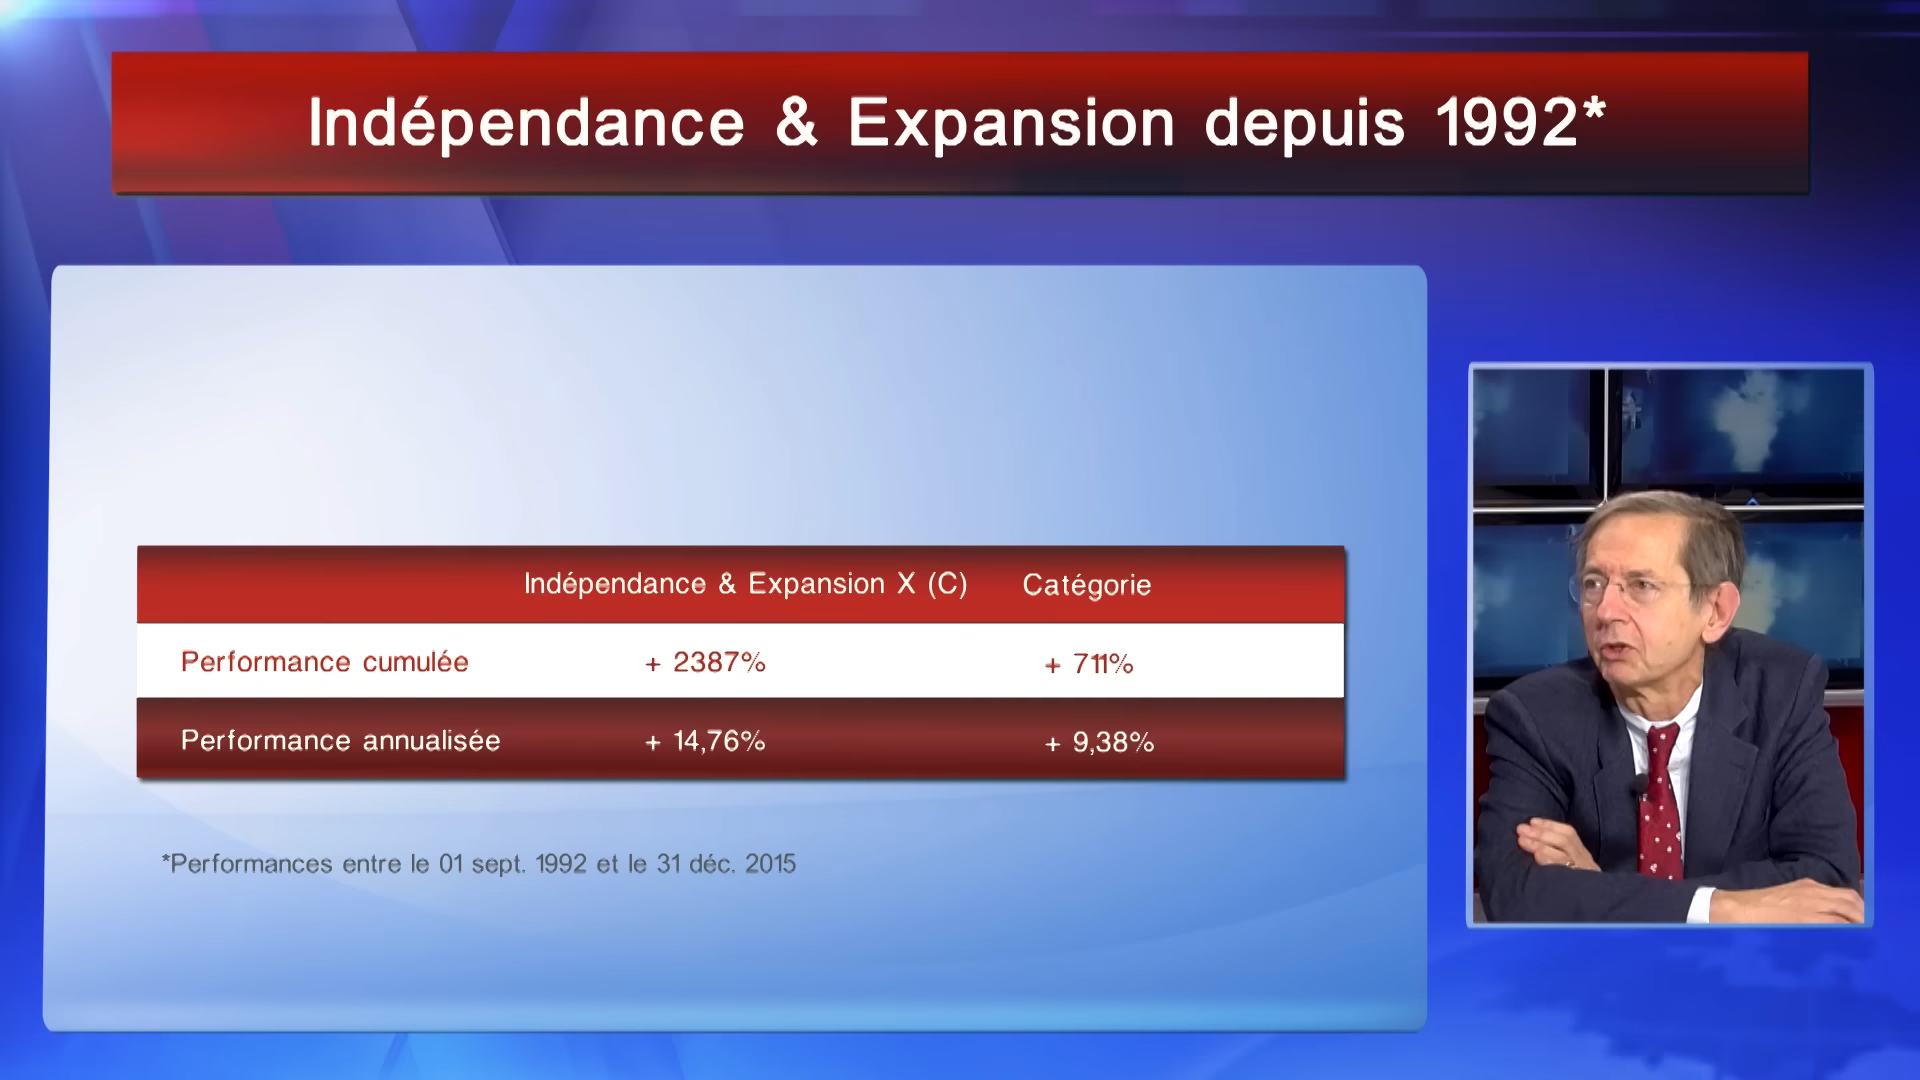 Indépendance & Expansion depuis 1992*
Indépendance & Expansion X (C) Catégorie
Performance cumulée + 2387% + 711%
Performance annualisée + 14,76% + 9,38%
*Performances entre le 01 sept. 1992 et le 31 déc. 2015